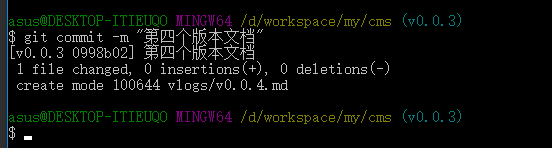 asus@DESKTOP-ITIEUQO MINGW64 /d/workspace/my/cms (v0.0.3)
$ git commit -m "第四个版本文档"
[v0.0.3 0998b02] 第四个版本文档
 1 file changed, 0 insertions(+), 0 deletions(-)
 create mode 100644 vlogs/v0.0.4.md
asus@DESKTOP-ITIEUQO MINGW64 /d/workspace/my/cms (v0.0.3)
$